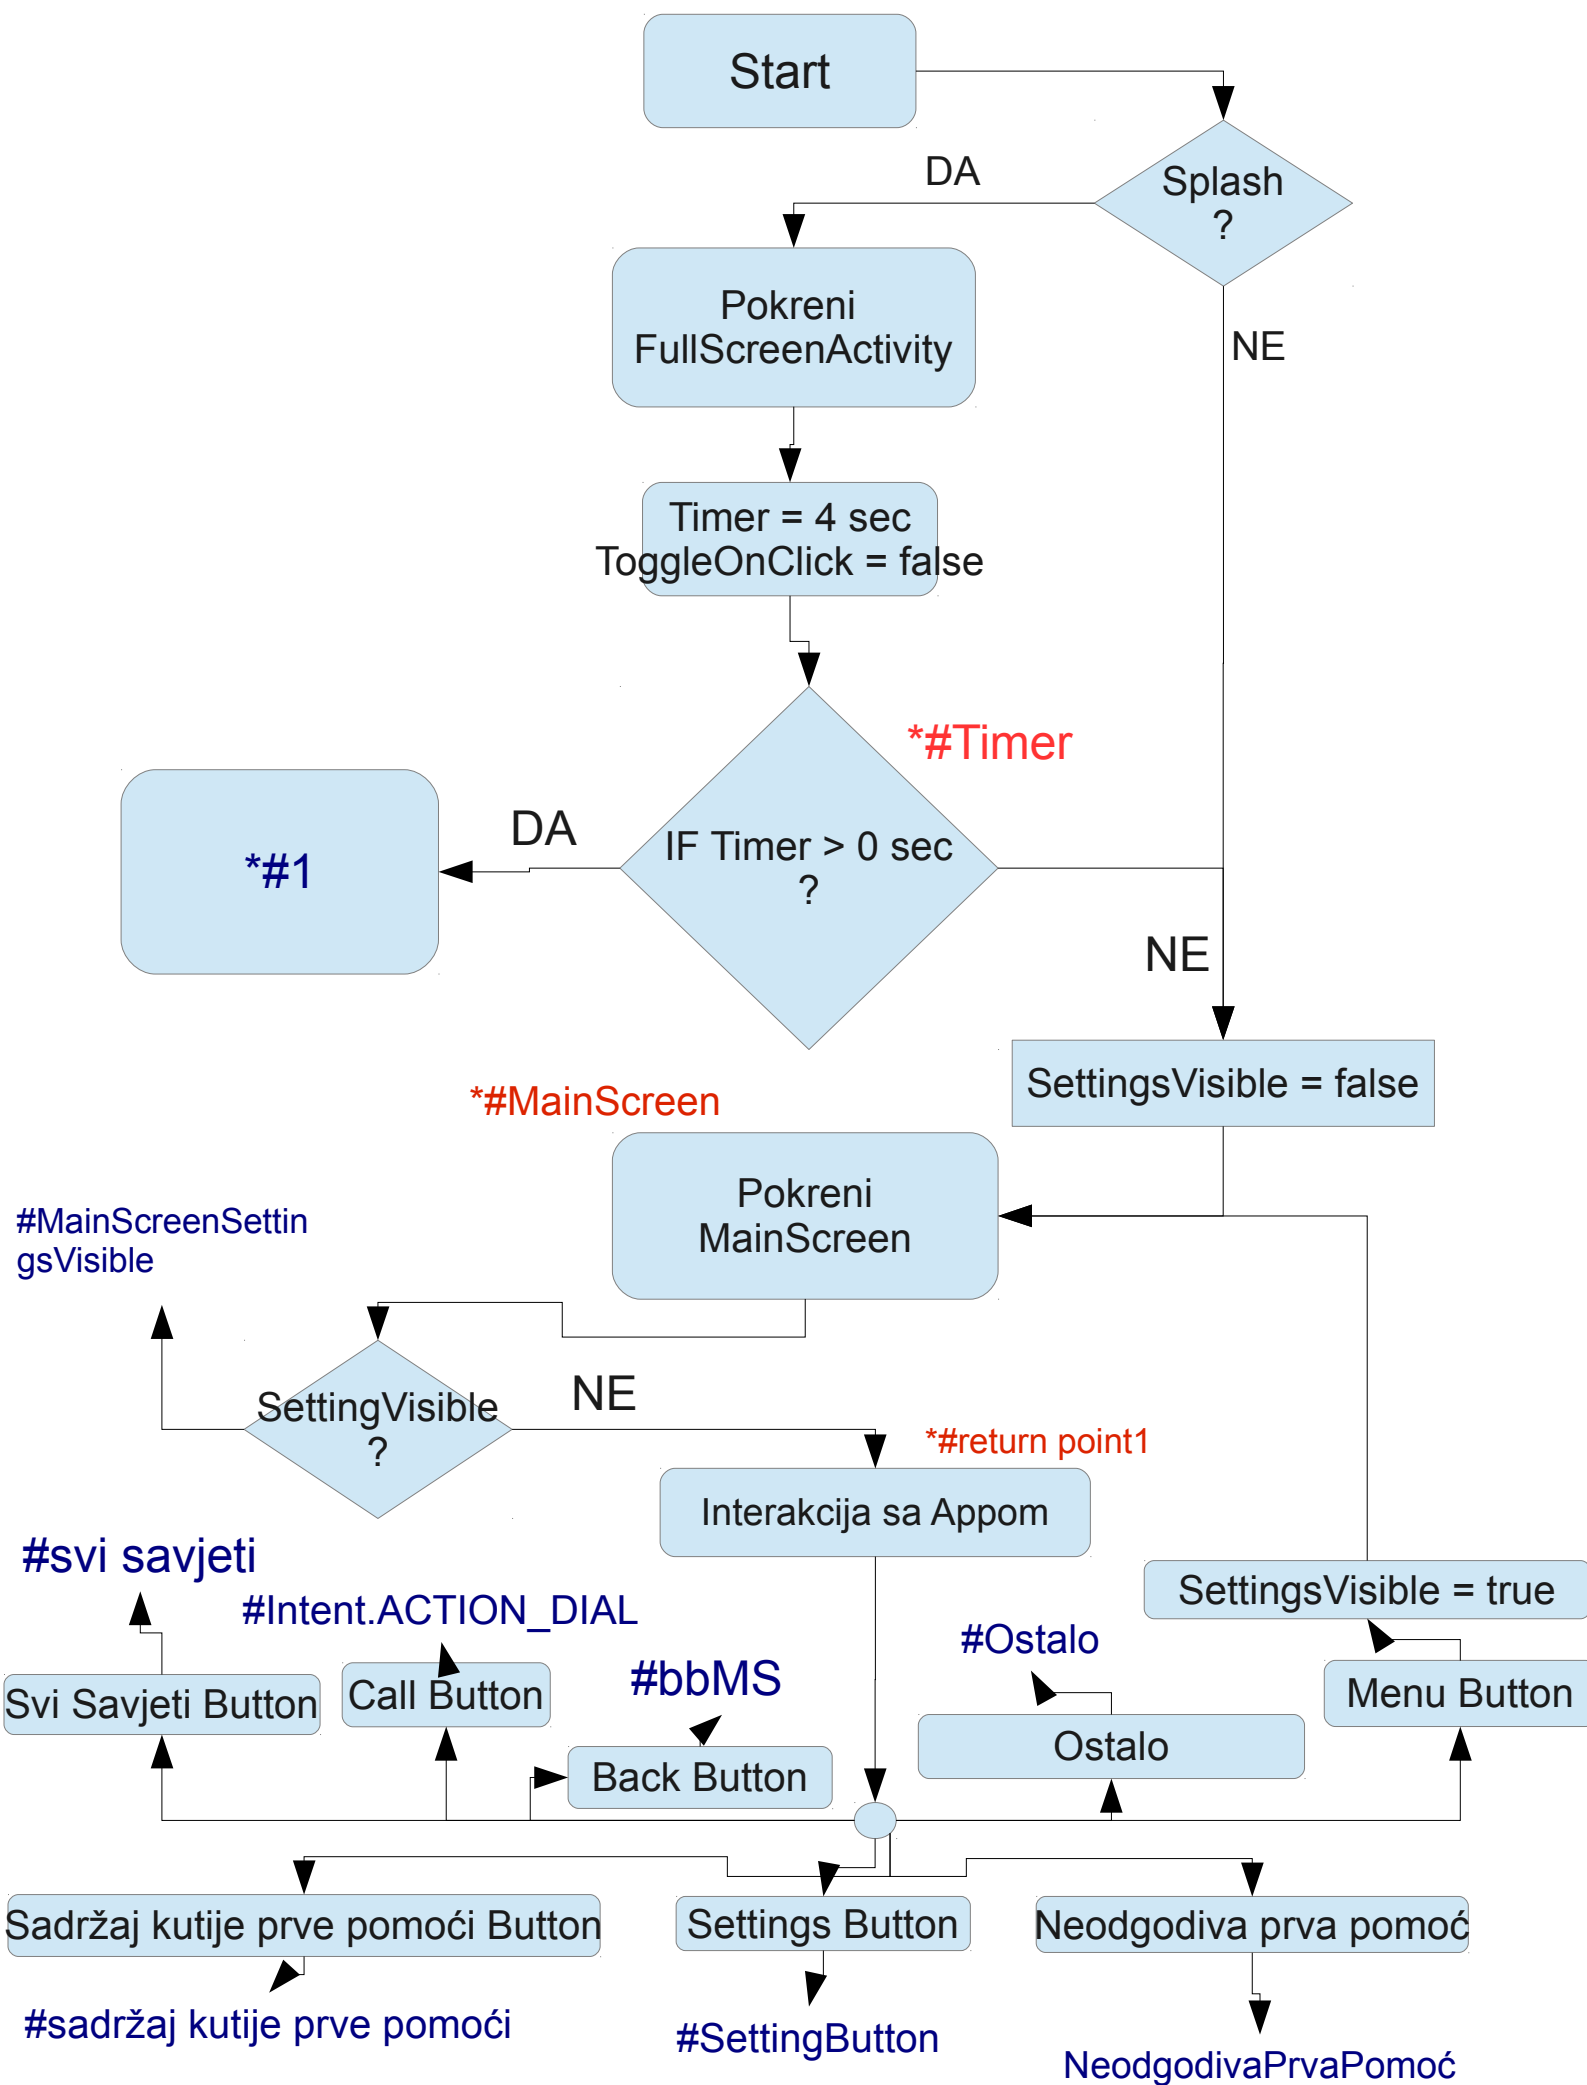 Start
DA
Splash
?
Pokreni
FullScreenActivity
NE
Timer = 4 sec
ToggleOnClick = false
*#Timer
DA
*#1
IF Timer > 0 sec
?
NE
SettingsVisible = false
*#MainScreen
Pokreni
MainScreen
#MainScreenSettin
gsVisible
SettingVisible
?
NE
*#return point1
Interakcija sa Appom
#svi savjeti
#Intent.ACTION_DIAL
SettingsVisible = true
#Ostalo
#bbMS
Svi Savjeti Button
Call Button
Menu Button
Ostalo
Back Button
Sadržaj kutije prve pomoći Button
Settings Button
Neodgodiva prva pomoć
#sadržaj kutije prve pomoći
#SettingButton
NeodgodivaPrvaPomoć